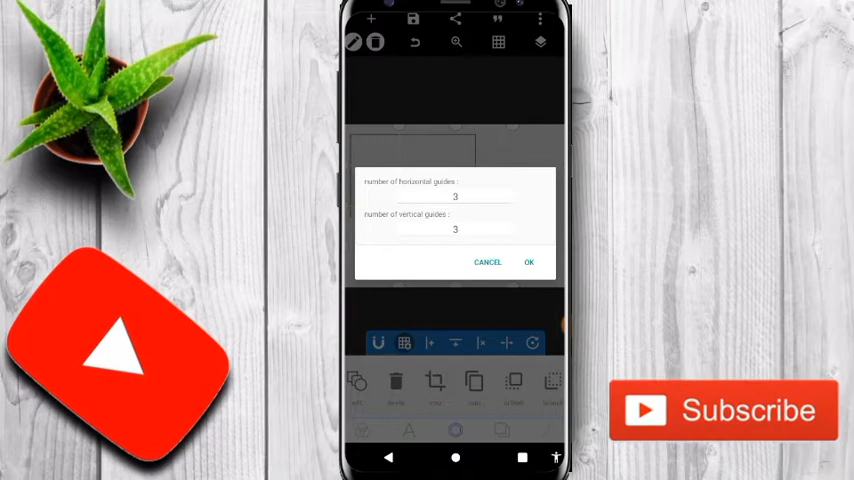 number of horizontal guides :
3
number of vertical guides :
3
CANCEL
OK
Subscribe